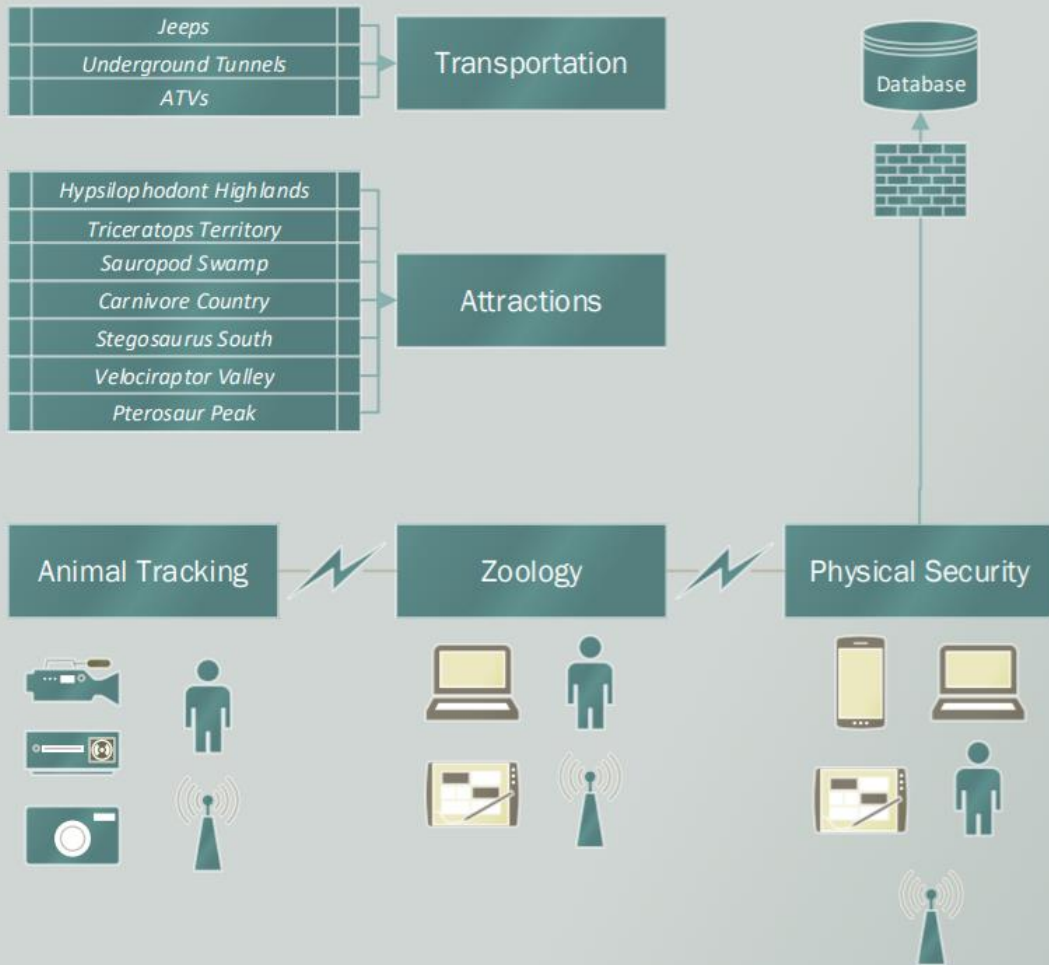 Jeeps
Underground Tunnels
ATVs
Transportation
Database
Hypsilophodont Highlands
Triceratops Territory
Sauropod Swamp
Carnivore Country
Stegosaurus South
Velociraptor Valley
Pterosaur Peak
Attractions
Animal Tracking
Zoology
Physical Security